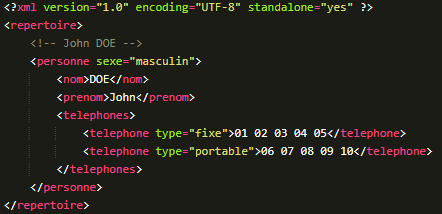 <?xml version="1.0" encoding="UTF-8" standalone="yes" ?>
<repertoire>
    <!-- John DOE -->
    <personne sexe="masculin">
        <nom>DOE</nom>
        <prenom>John</prenom>
        <telephones>
            <telephone type="fixe">01 02 03 04 05</telephone>
            <telephone type="portable">06 07 08 09 10</telephone>
        </telephones>
    </personne>
</repertoire>